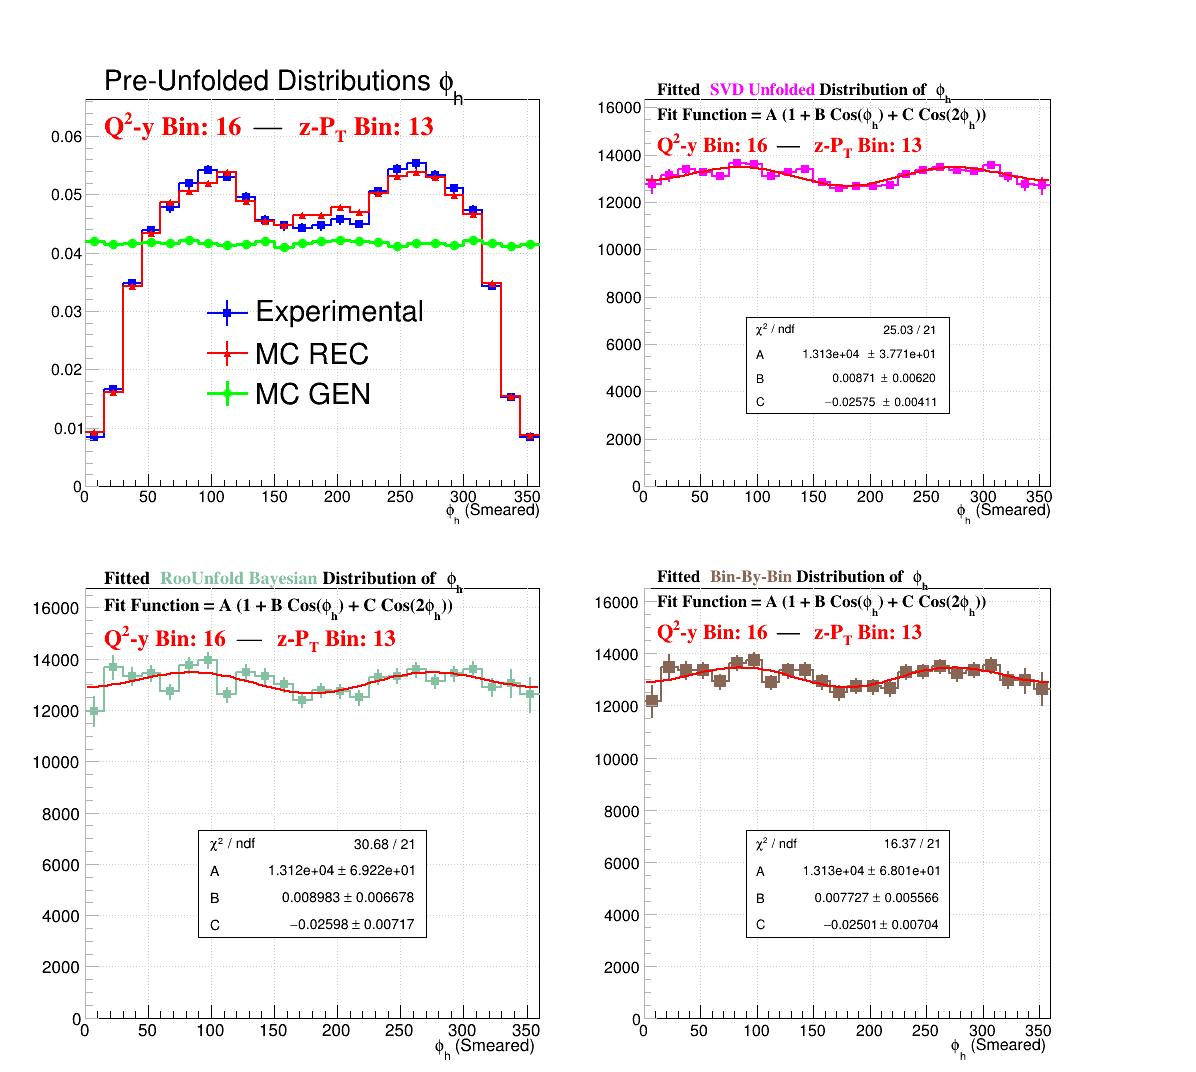 Pre-Unfolded Distributions ϕh
Q²-y Bin: 16 — z-PT Bin: 13
0.06
0.05
0.04
0.03
0.02
0.01
0
Experimental
MC REC
MC GEN
0 50 100 150 200 250 300 350
ϕh (Smeared)
Fitted SVD Unfolded Distribution of ϕh
Fit Function = A (1 + B Cos(ϕh) + C Cos(2ϕh))
Q²-y Bin: 16 — z-PT Bin: 13
16000
14000
12000
10000
8000
6000
4000
2000
0
χ² / ndf 25.03 / 21
A 1.313e+04 ± 3.771e+01
B 0.00871 ± 0.00620
C −0.02575 ± 0.00411
0 50 100 150 200 250 300 350
ϕh (Smeared)
Fitted RooUnfold Bayesian Distribution of ϕh
Fit Function = A (1 + B Cos(ϕh) + C Cos(2ϕh))
Q²-y Bin: 16 — z-PT Bin: 13
16000
14000
12000
10000
8000
6000
4000
2000
0
χ² / ndf 30.68 / 21
A 1.312e+04 ± 6.922e+01
B 0.008983 ± 0.006678
C −0.02598 ± 0.00717
0 50 100 150 200 250 300 350
ϕh (Smeared)
Fitted Bin-By-Bin Distribution of ϕh
Fit Function = A (1 + B Cos(ϕh) + C Cos(2ϕh))
Q²-y Bin: 16 — z-PT Bin: 13
16000
14000
12000
10000
8000
6000
4000
2000
0
χ² / ndf 16.37 / 21
A 1.313e+04 ± 6.801e+01
B 0.007727 ± 0.005566
C −0.02501 ± 0.00704
0 50 100 150 200 250 300 350
ϕh (Smeared)